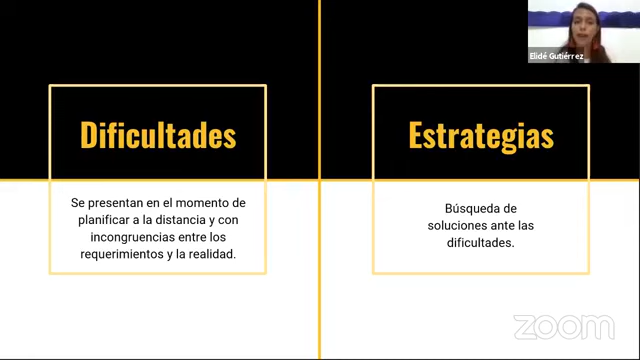 Elidé Gutiérrez
Dificultades
Se presentan en el momento de
planificar a la distancia y con
incongruencias entre los
requerimientos y la realidad.
Estrategias
Búsqueda de
soluciones ante las
dificultades.
zoom